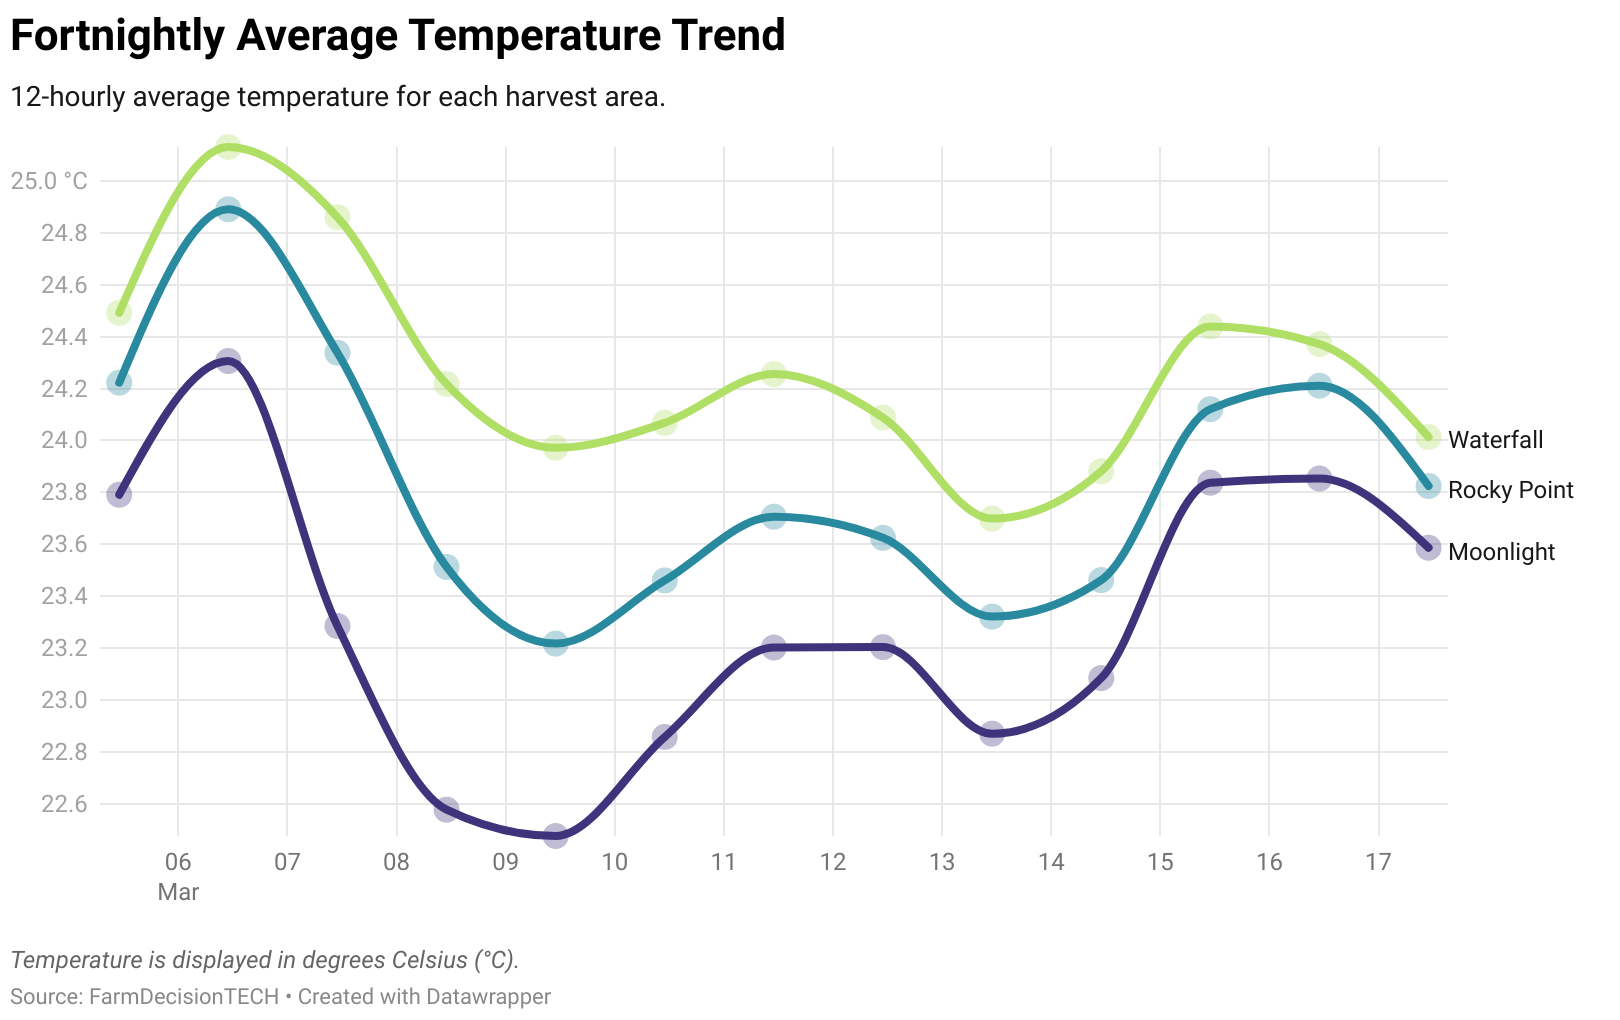 Fortnightly Average Temperature Trend
12-hourly average temperature for each harvest area.
25.0 °C
24.8
24.6
24.4
24.2
24.0
23.8
23.6
23.4
23.2
23.0
22.8
22.6
Waterfall
Rocky Point
Moonlight
06 07 08 09 10 11 12 13 14 15 16 17
Mar
Temperature is displayed in degrees Celsius (°C).
Source: FarmDecisionTECH • Created with Datawrapper